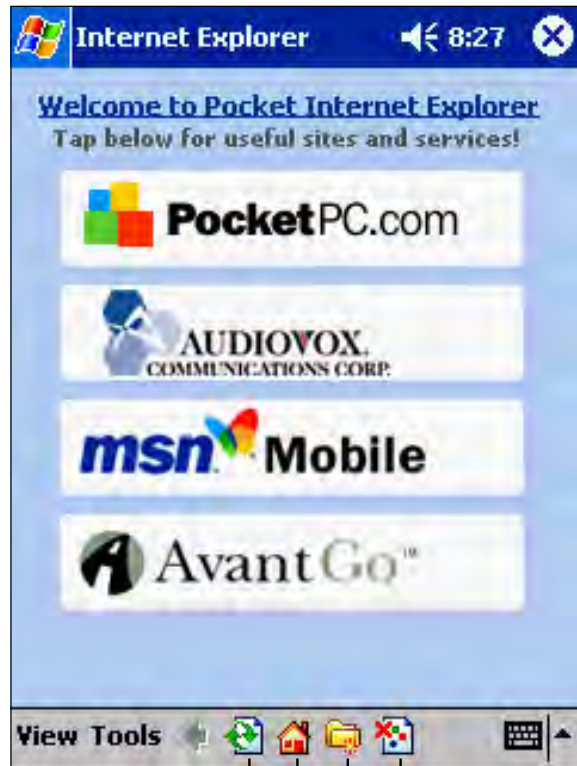 Internet Explorer 8:27
Welcome to Pocket Internet Explorer
Tap below for useful sites and services!
PocketPC.com
AUDIOVOX.
COMMUNICATIONS CORP.
msn Mobile
AvantGo™
View Tools